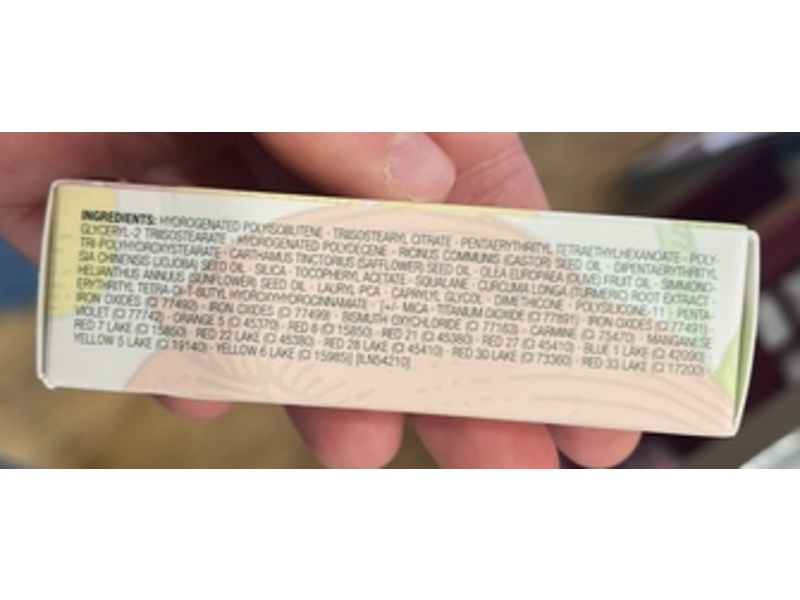 INGREDIENTS: HYDROGENATED POLYISOBUTENE · TRIISOSTEARYL CITRATE · PENTAERYTHRITYL TETRAETHYLHEXANOATE · POLY-
GLYCERYL-2 TRIISOSTEARATE · HYDROGENATED POLYDECENE · RICINUS COMMUNIS (CASTOR) SEED OIL · DIPENTAERYTHRITYL
TRI-POLYHYDROXYSTEARATE · CARTHAMUS TINCTORIUS (SAFFLOWER) SEED OIL · OLEA EUROPAEA (OLIVE) FRUIT OIL · SIMMOND-
SIA CHINENSIS (JOJOBA) SEED OIL · SILICA · TOCOPHERYL ACETATE · SQUALANE · CURCUMA LONGA (TURMERIC) ROOT EXTRACT ·
HELIANTHUS ANNUUS (SUNFLOWER) SEED OIL · LAURYL PCA · CAPRYLYL GLYCOL · DIMETHICONE · POLYSILICONE-11 · PENTA-
ERYTHRITYL TETRA-DI-T-BUTYL HYDROXYHYDROCINNAMATE · [+/- MICA · TITANIUM DIOXIDE (CI 77891) · IRON OXIDES (CI 77491) ·
IRON OXIDES (CI 77492) · IRON OXIDES (CI 77499) · BISMUTH OXYCHLORIDE (CI 77163) · CARMINE (CI 75470) · MANGANESE
VIOLET (CI 77742) · ORANGE 5 (CI 45370) · RED 6 (CI 15850) · RED 21 (CI 45380) · RED 27 (CI 45410) · BLUE 1 LAKE (CI 42090) ·
RED 7 LAKE (CI 15850) · RED 22 LAKE (CI 45380) · RED 28 LAKE (CI 45410) · RED 30 LAKE (CI 73360) · RED 33 LAKE (CI 17200) ·
YELLOW 5 LAKE (CI 19140) · YELLOW 6 LAKE (CI 15985)] [ILN54210]